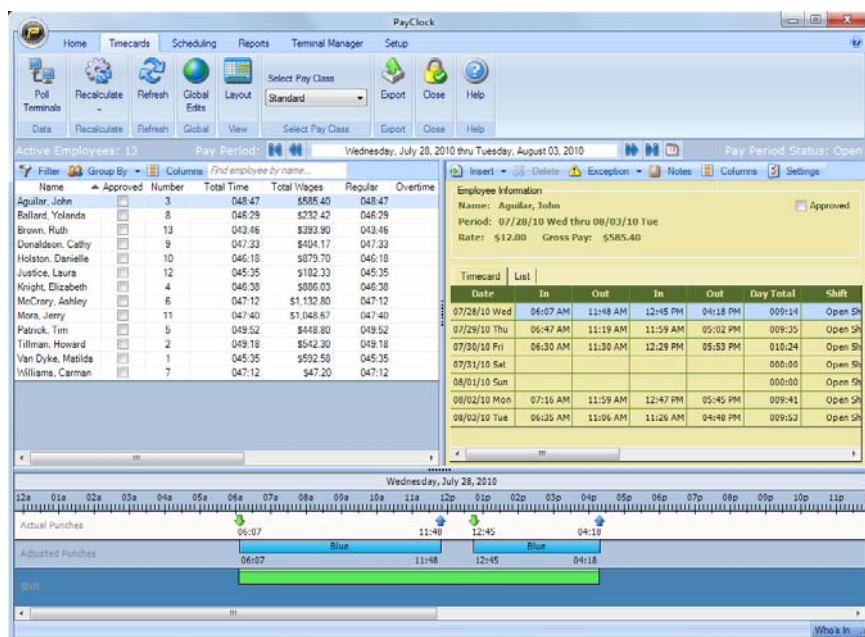 PayClock
Home Timecards Scheduling Reports Terminal Manager Setup
Poll Terminals
Recalculate
Refresh
Global Edits
Layout
Select Pay Class
Standard
Export
Close
Help
Data Recalculate Refresh Global View Select Pay Class Export Close Help
Active Employees: 13 Pay Period: Wednesday, July 28, 2010 thru Tuesday, August 03, 2010 Pay Period Status: Open
Filter Group By Columns Find employee by name...
Name Approved Number Total Time Total Wages Regular Overtime
Aguilar, John 3 048:47 $585.40 048:47
Ballard, Yolanda 8 046:29 $232.42 046:29
Brown, Ruth 13 043:46 $393.90 043:46
Donaldson, Cathy 9 047:33 $404.17 047:33
Holston, Danielle 10 046:18 $879.70 046:18
Justice, Laura 12 045:35 $182.33 045:35
Knight, Elizabeth 4 046:38 $886.03 046:38
McCrary, Ashley 6 047:12 $1,132.80 047:12
Mora, Jerry 11 047:40 $1,048.67 047:40
Patrick, Tim 5 049:52 $448.80 049:52
Tillman, Howard 2 049:18 $542.30 049:18
Van Dyke, Matilda 1 045:35 $592.58 045:35
Williams, Carman 7 047:12 $47.20 047:12
Insert Delete Exception Notes Columns Settings
Employee Information
Name: Aguilar, John Approved
Period: 07/28/10 Wed thru 08/03/10 Tue
Rate: $12.00 Gross Pay: $585.40
Timecard List
Date In Out In Out Day Total Shift
07/28/10 Wed 06:07 AM 11:48 AM 12:45 PM 04:18 PM 009:14 Open Sh
07/29/10 Thu 06:47 AM 11:19 AM 11:59 AM 05:02 PM 009:35 Open Sh
07/30/10 Fri 06:30 AM 11:30 AM 12:29 PM 05:53 PM 010:24 Open Sh
07/31/10 Sat 000:00 Open Sh
08/01/10 Sun 000:00 Open Sh
08/02/10 Mon 07:16 AM 11:59 AM 12:47 PM 05:45 PM 009:41 Open Sh
08/03/10 Tue 06:35 AM 11:06 AM 11:26 AM 04:48 PM 009:53 Open Sh
Wednesday, July 28, 2010
12a 01a 02a 03a 04a 05a 06a 07a 08a 09a 10a 11a 12p 01p 02p 03p 04p 05p 06p 07p 08p 09p 10p 11p
Actual Punches 06:07 11:48 12:45 04:18
Blue Blue
Adjusted Punches 06:07 11:48 12:45 04:18
Shift
Who's In